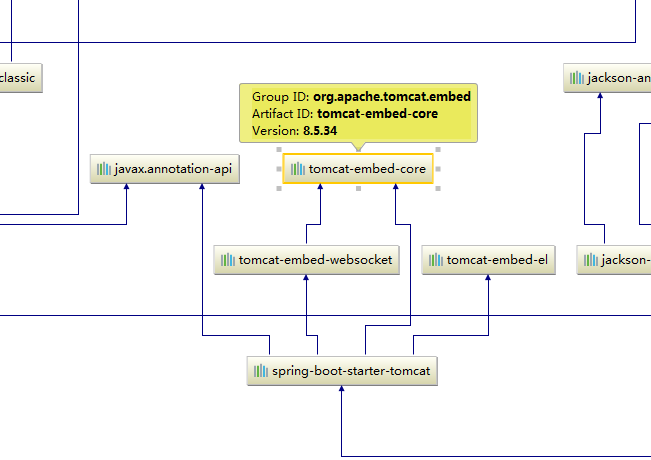 classic
jackson-an
Group ID: org.apache.tomcat.embed
Artifact ID: tomcat-embed-core
Version: 8.5.34
javax.annotation-api
tomcat-embed-core
tomcat-embed-websocket
tomcat-embed-el
jackson-
spring-boot-starter-tomcat